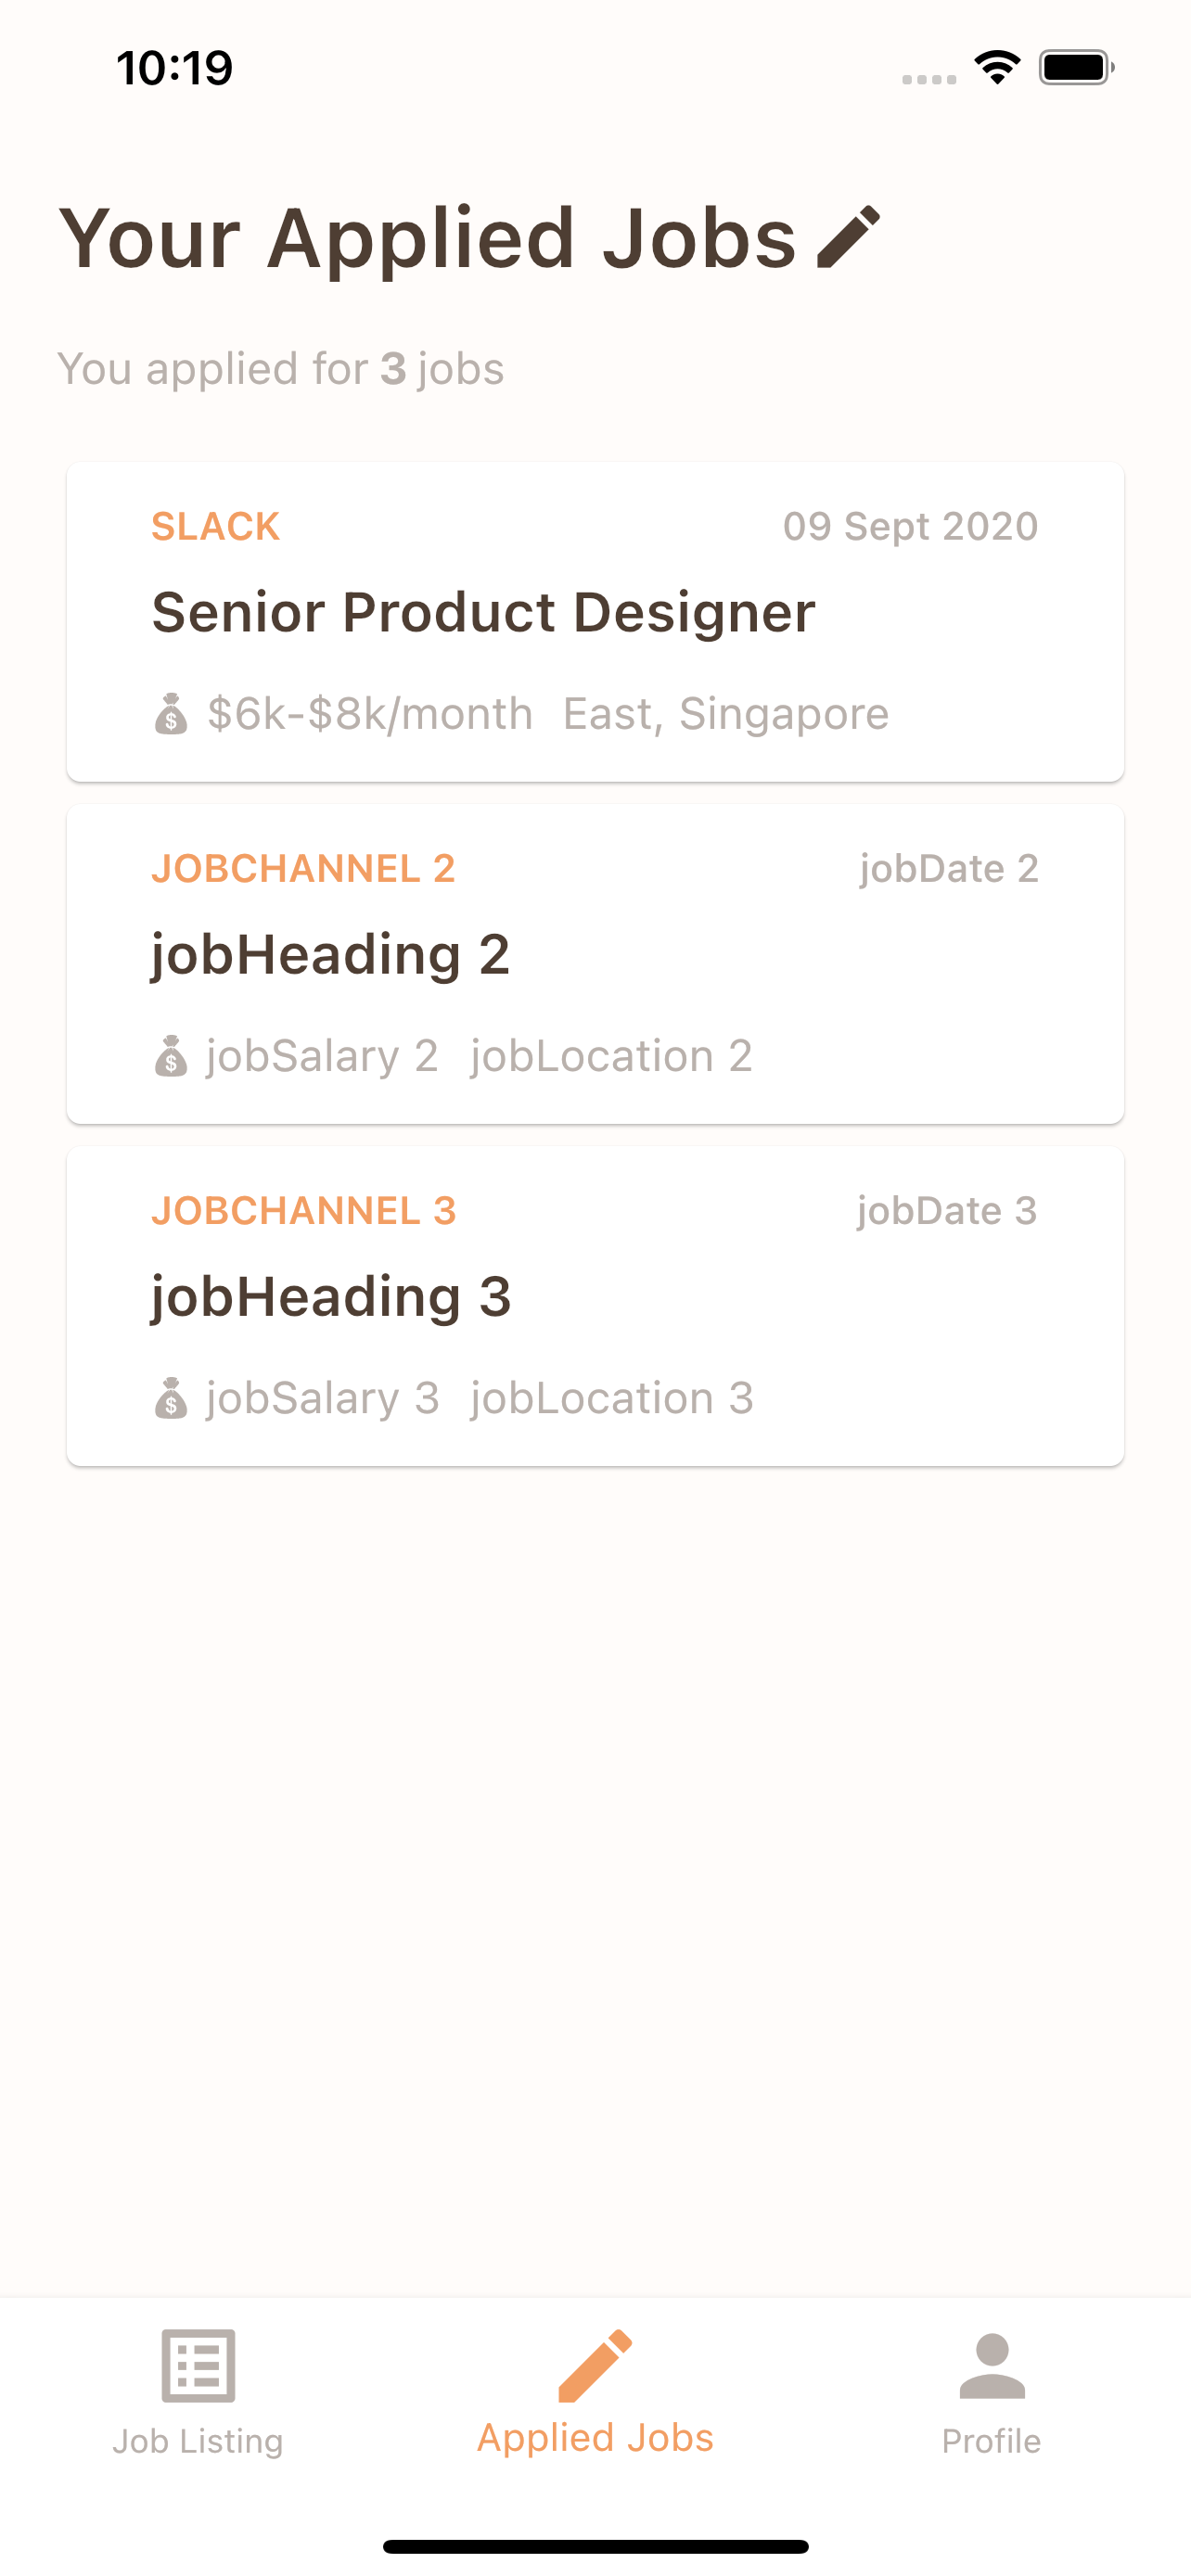 10:19
Your Applied Jobs
You applied for 3 jobs
SLACK 09 Sept 2020
Senior Product Designer
$ $6k-$8k/month East, Singapore
JOBCHANNEL 2 jobDate 2
jobHeading 2
$ jobSalary 2 jobLocation 2
JOBCHANNEL 3 jobDate 3
jobHeading 3
$ jobSalary 3 jobLocation 3
Job Listing Applied Jobs Profile